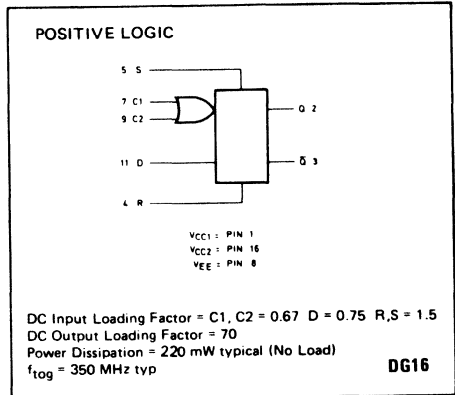 POSITIVE LOGIC
5 S
7 C1
9 C2
Q 2
11 D
Q̅ 3
4 R
VCC1 = PIN 1
VCC2 = PIN 16
VEE = PIN 8
DC Input Loading Factor = C1, C2 = 0.67 D = 0.75 R,S = 1.5
DC Output Loading Factor = 70
Power Dissipation = 220 mW typical (No Load)
ftog = 350 MHz typ
DG16